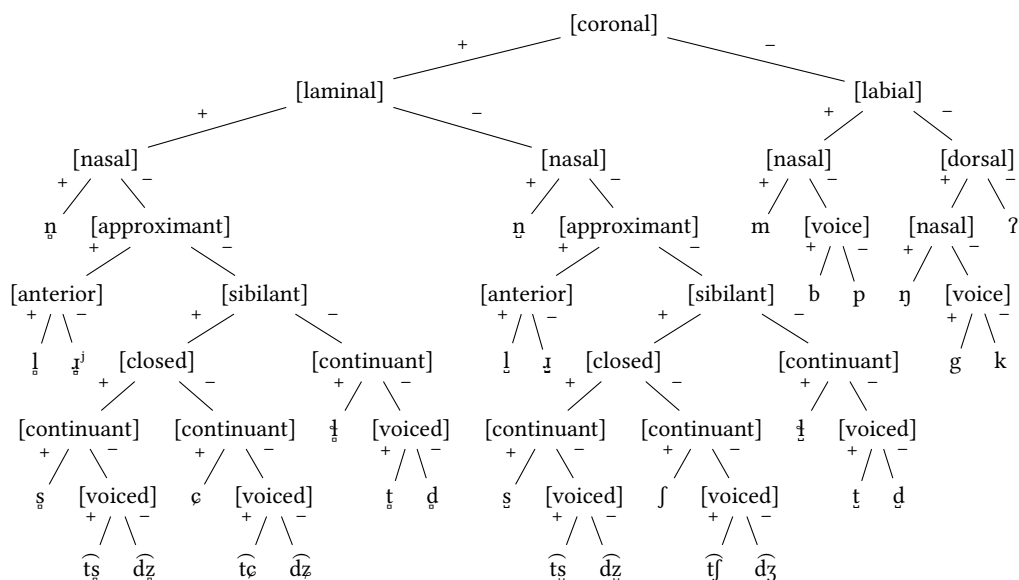 [coronal]
+ –
[laminal] [labial]
+ – + –
[nasal] [nasal] [nasal] [dorsal]
+ – + – + – + –
n̻ [approximant] n̺ [approximant] m [voice] [nasal] ʔ
+ – + – + – + –
[anterior] [sibilant] [anterior] [sibilant] b p ŋ [voice]
+ – + – + – + – + –
l̻ ɹ̻ʲ [closed] [continuant] l̺ ɹ̺ [closed] [continuant] g k
+ – + – + – + –
[continuant] [continuant] ɬ̻ [voiced] [continuant] [continuant] ɬ̺ [voiced]
+ – + – + – + – + – + –
s̻ [voiced] ɕ [voiced] t̻ d̻ s̺ [voiced] ʃ [voiced] t̺ d̺
+ – + – + – + –
t͡s̻ d͡z̻ t͡ɕ d͡ʑ t͡s̺ d͡z̺ t͡ʃ d͡ʒ